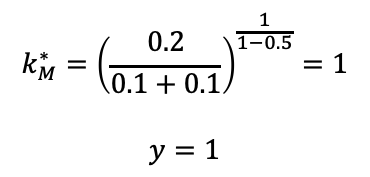 k*_M = (0.2 / (0.1 + 0.1))^(1/(1−0.5)) = 1
y = 1